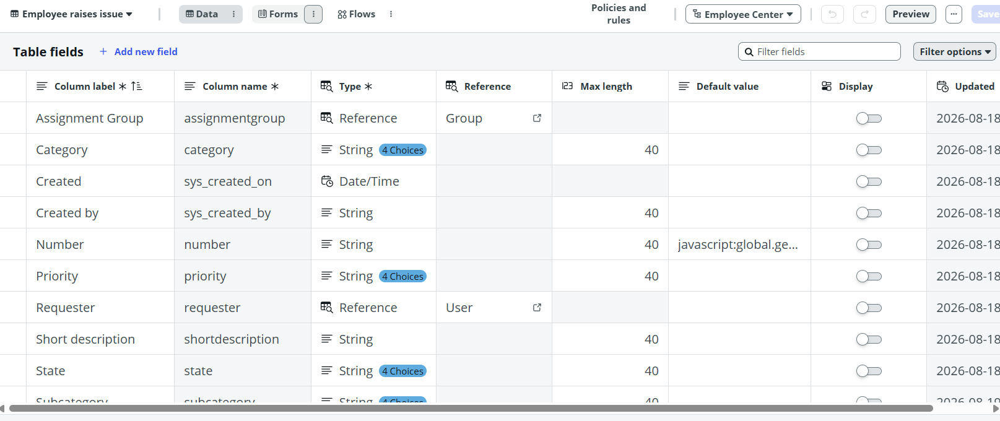 Employee raises issue Data Forms Flows Policies and rules Employee Center Preview ... Save
Table fields + Add new field Filter fields Filter options
Column label * Column name * Type * Reference Max length Default value Display Updated
Assignment Group assignmentgroup Reference Group 2026-08-18
Category category String 4 Choices 40 2026-08-18
Created sys_created_on Date/Time 2026-08-18
Created by sys_created_by String 40 2026-08-18
Number number String 40 javascript:global.ge... 2026-08-18
Priority priority String 4 Choices 40 2026-08-18
Requester requester Reference User 2026-08-18
Short description shortdescription String 40 2026-08-18
State state String 4 Choices 40 2026-08-18
Subcategory subcategory String 4 Choices 40